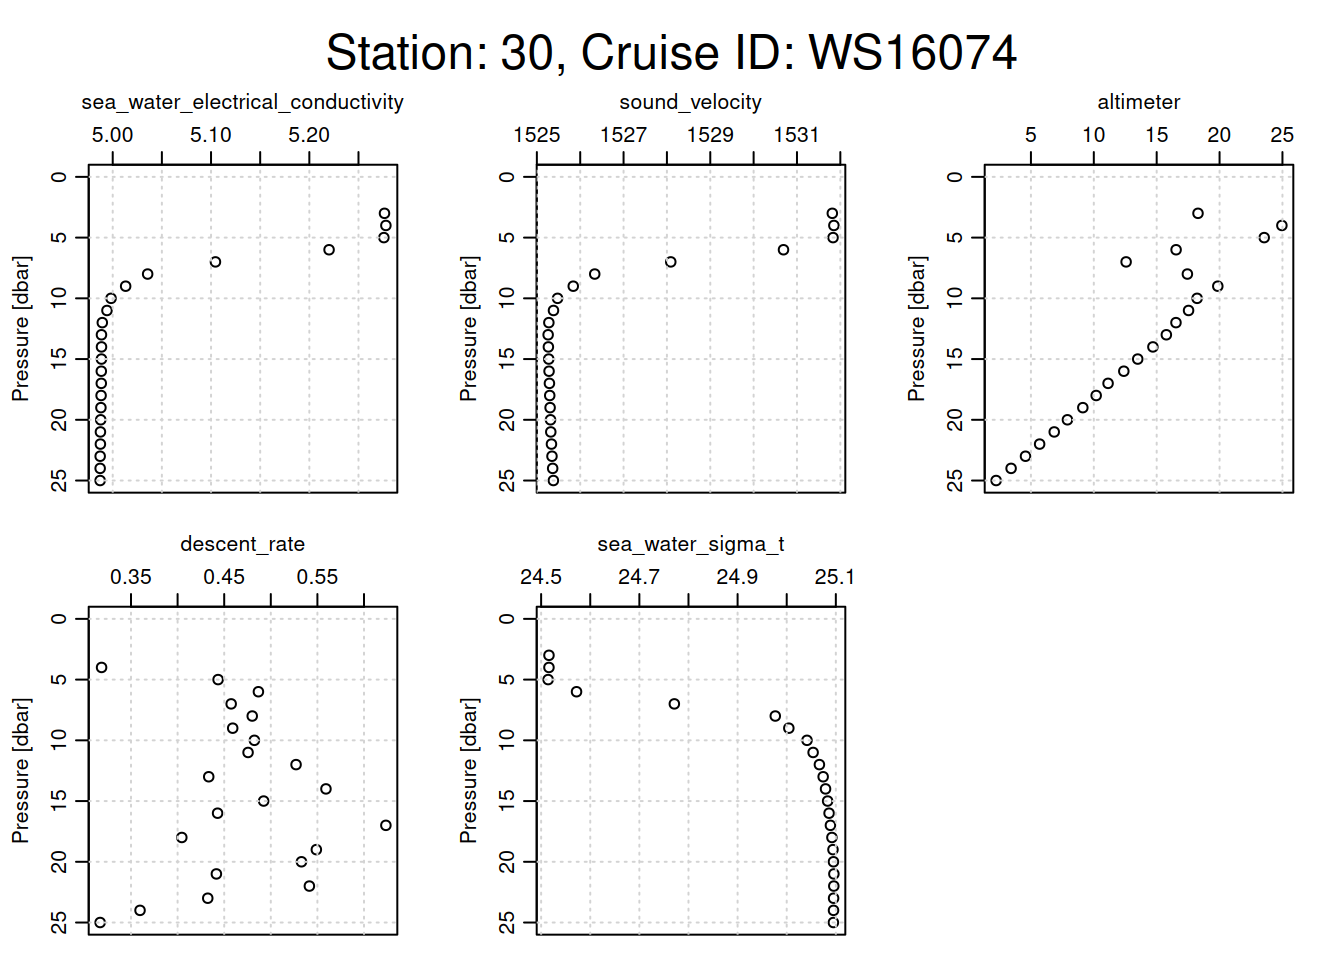 Station: 30, Cruise ID: WS16074
sea_water_electrical_conductivity
5.00 5.10 5.20
Pressure [dbar]
0
5
10
15
20
25
sound_velocity
1525 1527 1529 1531
Pressure [dbar]
0
5
10
15
20
25
altimeter
5 10 15 20 25
Pressure [dbar]
0
5
10
15
20
25
descent_rate
0.35 0.45 0.55
Pressure [dbar]
0
5
10
15
20
25
sea_water_sigma_t
24.5 24.7 24.9 25.1
Pressure [dbar]
0
5
10
15
20
25